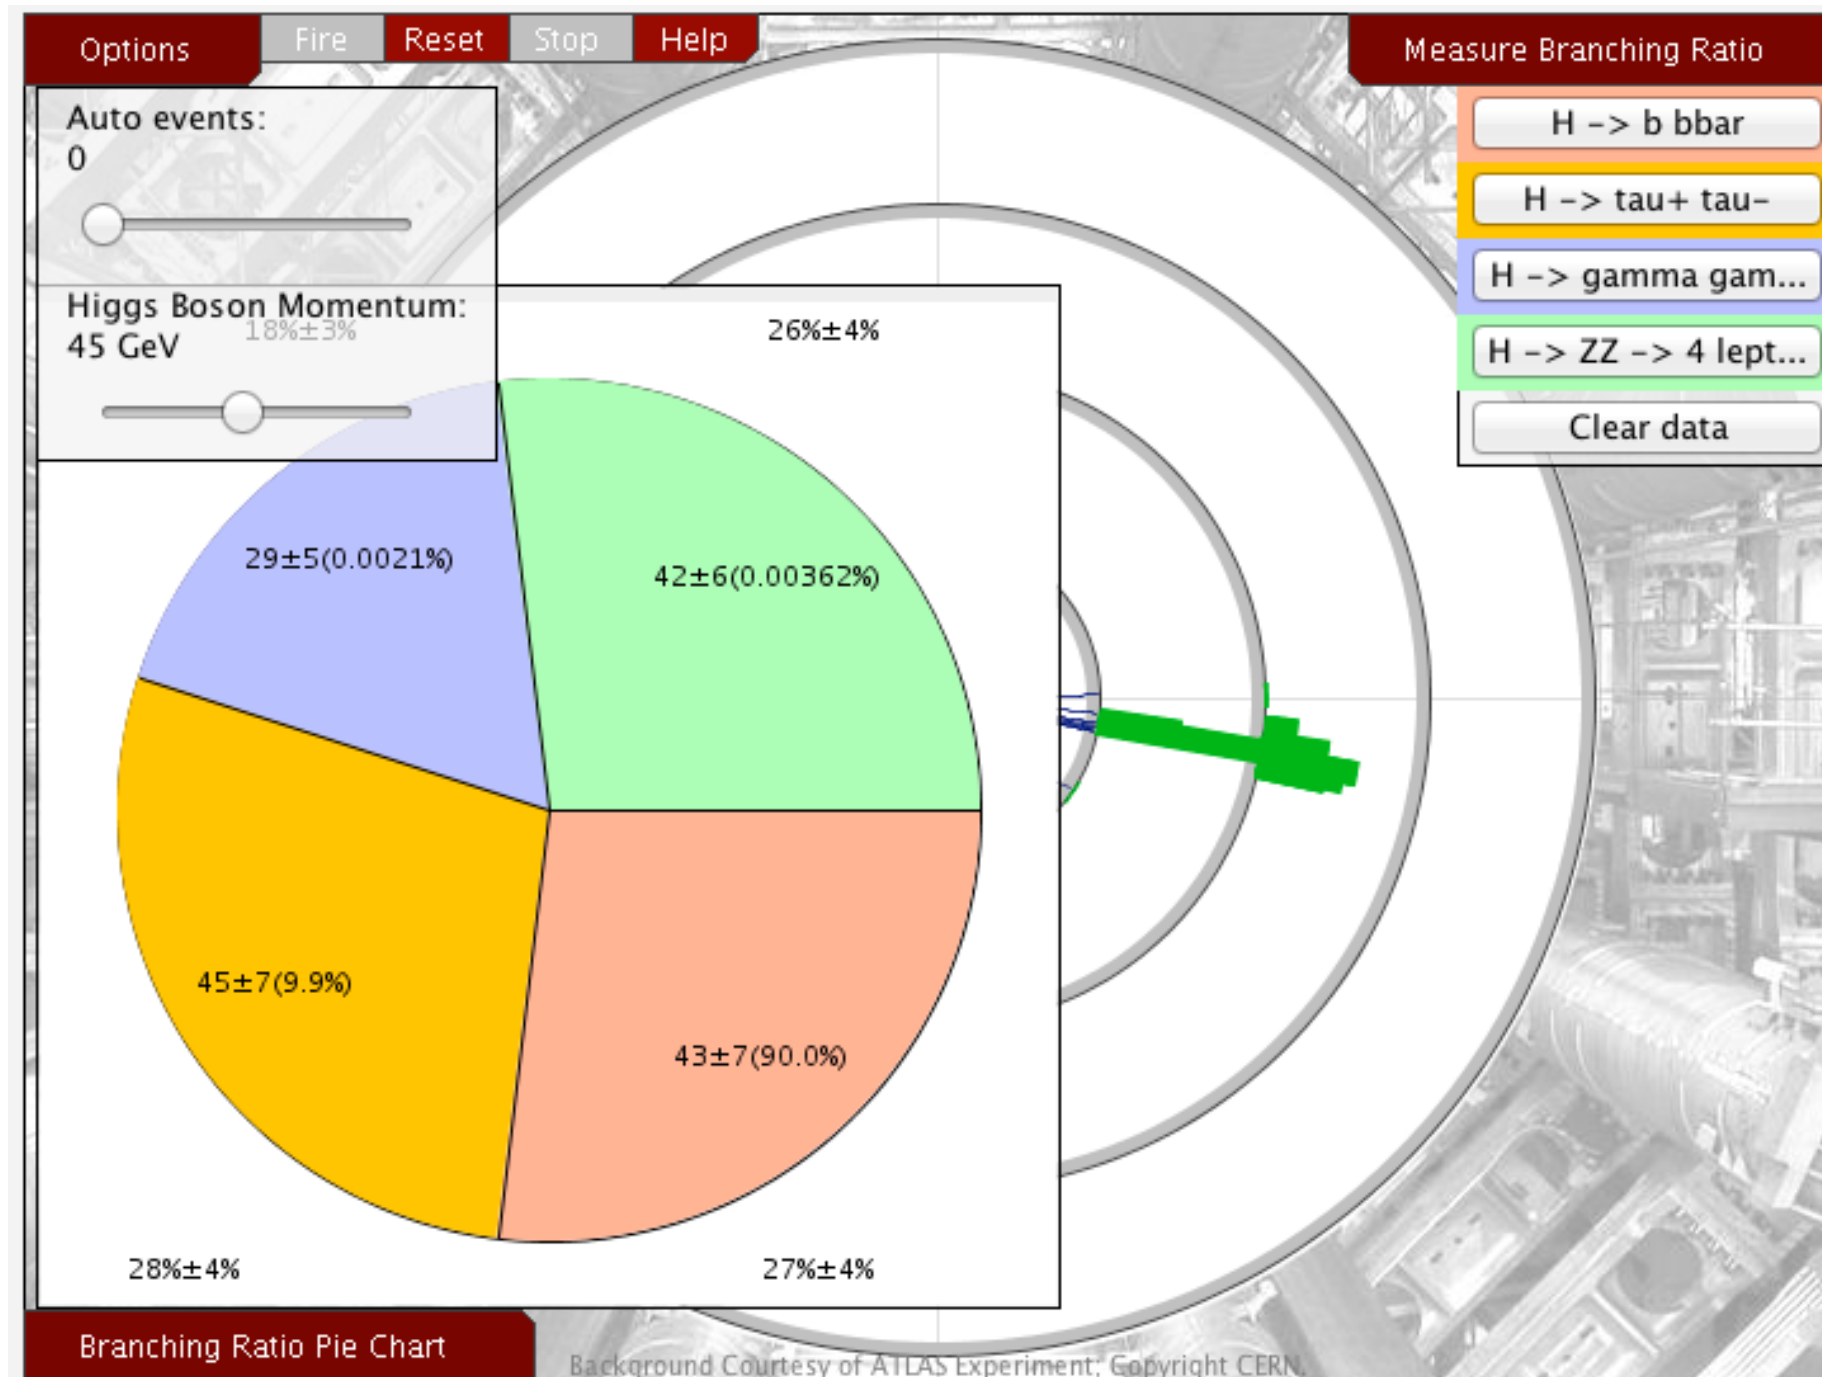 Options
Fire
Reset
Stop
Help
Measure Branching Ratio
Auto events:
0
Higgs Boson Momentum:
45 GeV
18%±3%
26%±4%
H -> b bbar
H -> tau+ tau-
H -> gamma gam...
H -> ZZ -> 4 lept...
Clear data
29±5(0.0021%)
42±6(0.00362%)
45±7(9.9%)
43±7(90.0%)
28%±4%
27%±4%
Branching Ratio Pie Chart
Background Courtesy of ATLAS Experiment; Copyright CERN.